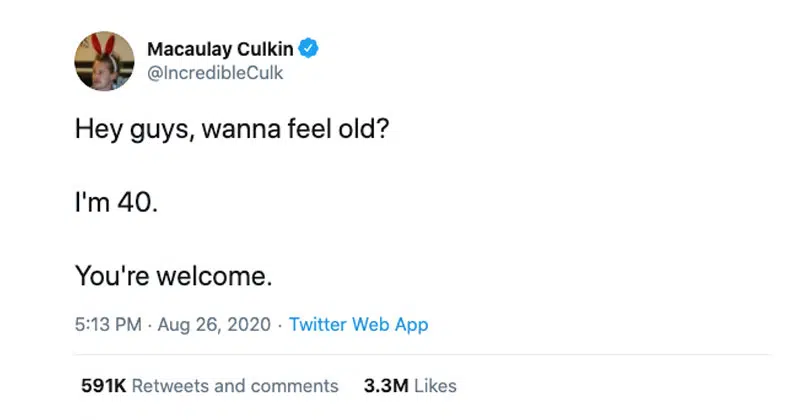 Macaulay Culkin
@IncredibleCulk
Hey guys, wanna feel old?
I'm 40.
You're welcome.
5:13 PM · Aug 26, 2020 · Twitter Web App
591K Retweets and comments 3.3M Likes